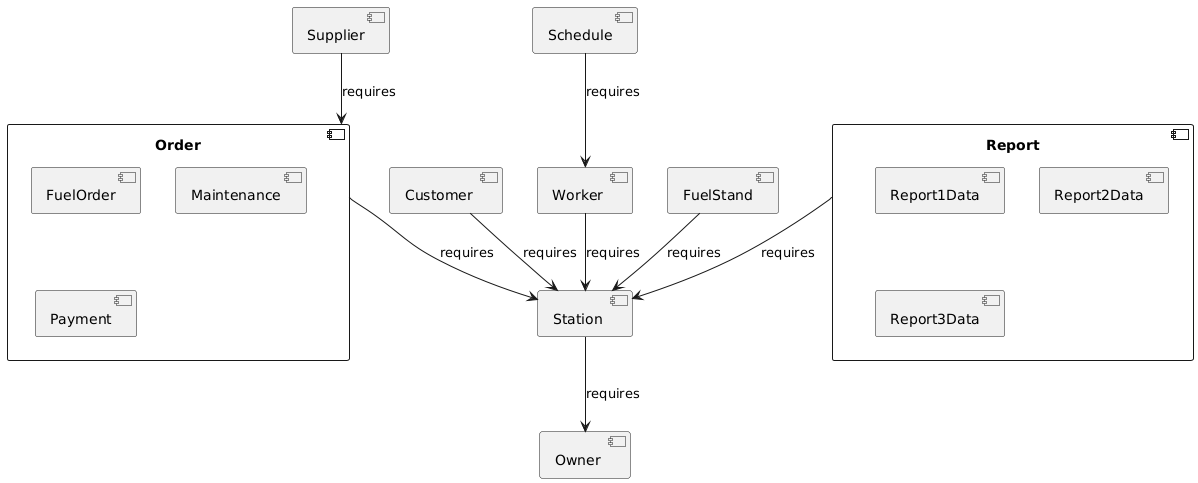 Supplier
Schedule
requires
requires
Order
Report
FuelOrder
Maintenance
Customer
Worker
FuelStand
Report1Data
Report2Data
requires
requires
requires
requires
requires
Payment
Station
Report3Data
requires
Owner